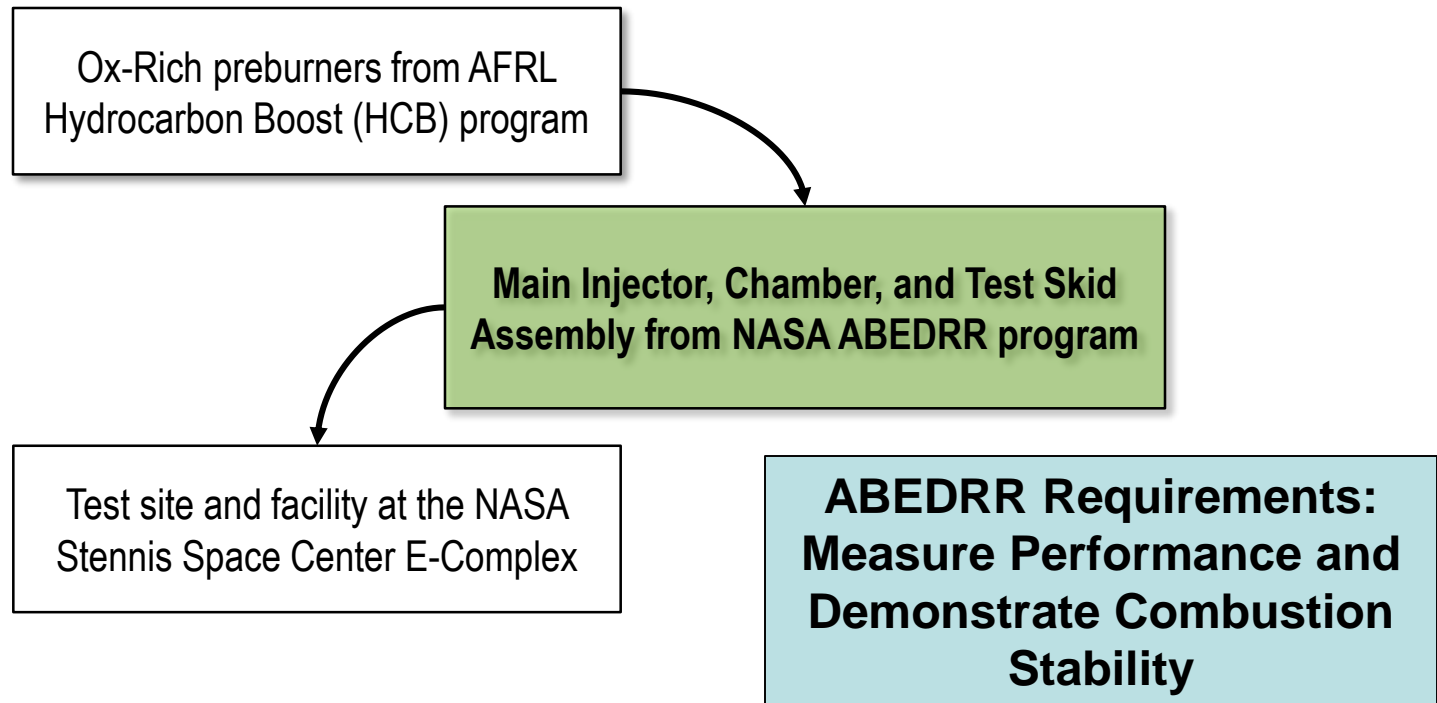 Ox-Rich preburners from AFRL
Hydrocarbon Boost (HCB) program
Main Injector, Chamber, and Test Skid
Assembly from NASA ABEDRR program
Test site and facility at the NASA
Stennis Space Center E-Complex
ABEDRR Requirements:
Measure Performance and
Demonstrate Combustion
Stability